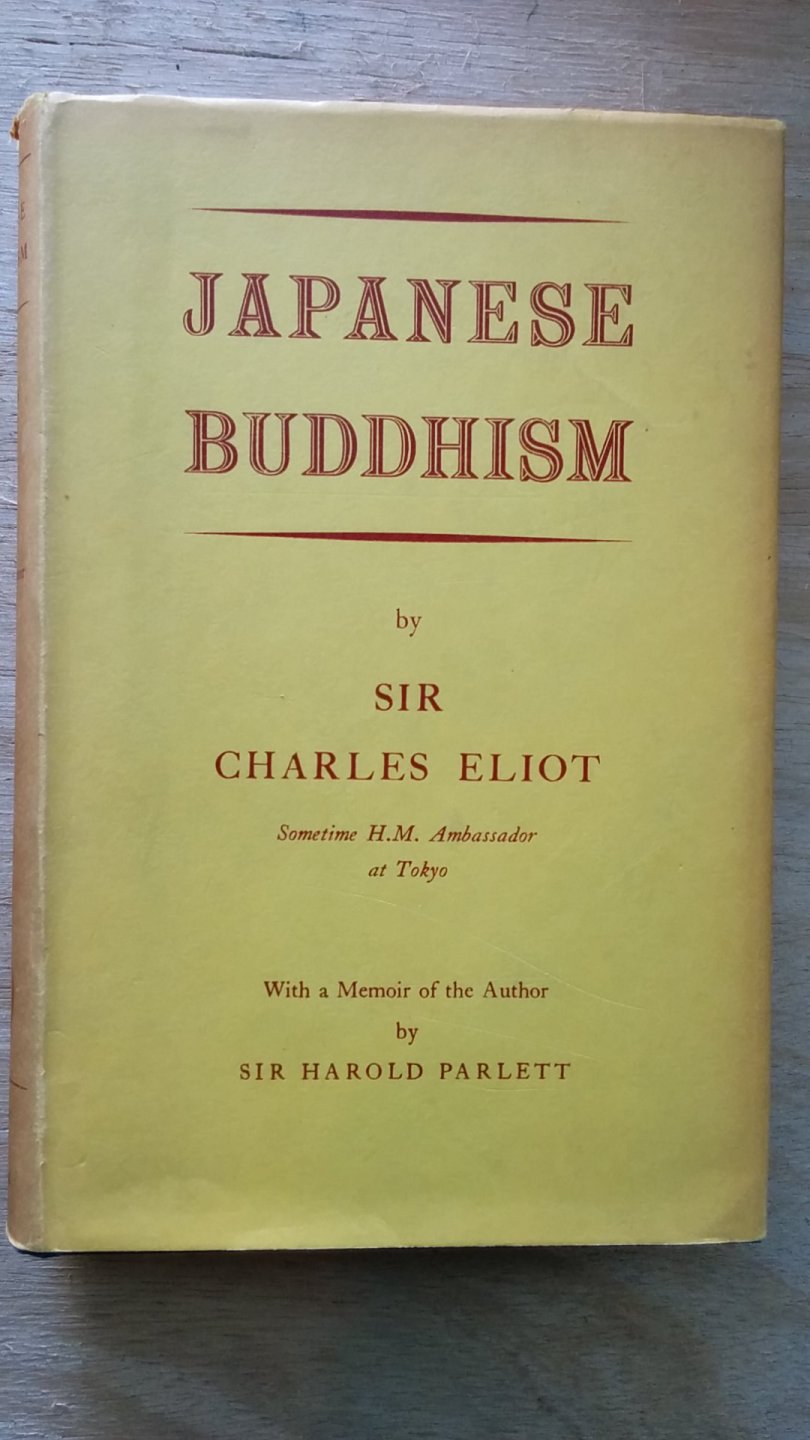 JAPANESE
BUDDHISM
by
SIR
CHARLES ELIOT
Sometime H.M. Ambassador
at Tokyo
With a Memoir of the Author
by
SIR HAROLD PARLETT